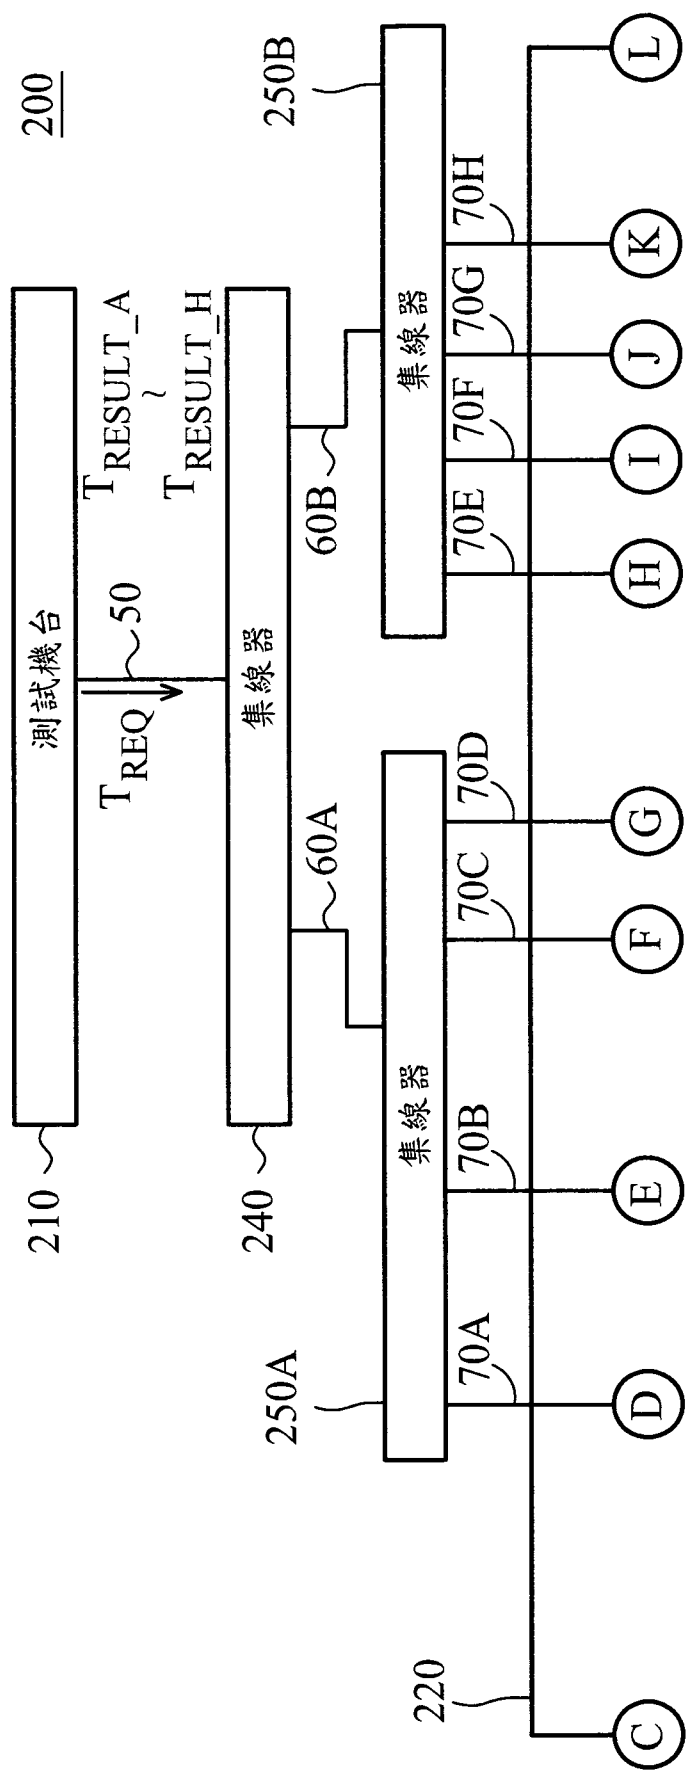 200
測試機台
210
T_REQ
50
T_RESULT_A
~
T_RESULT_H
集線器
240
60A
60B
250A
集線器
250B
集線器
70A
70B
70C
70D
70E
70F
70G
70H
220
C
D
E
F
G
H
I
J
K
L